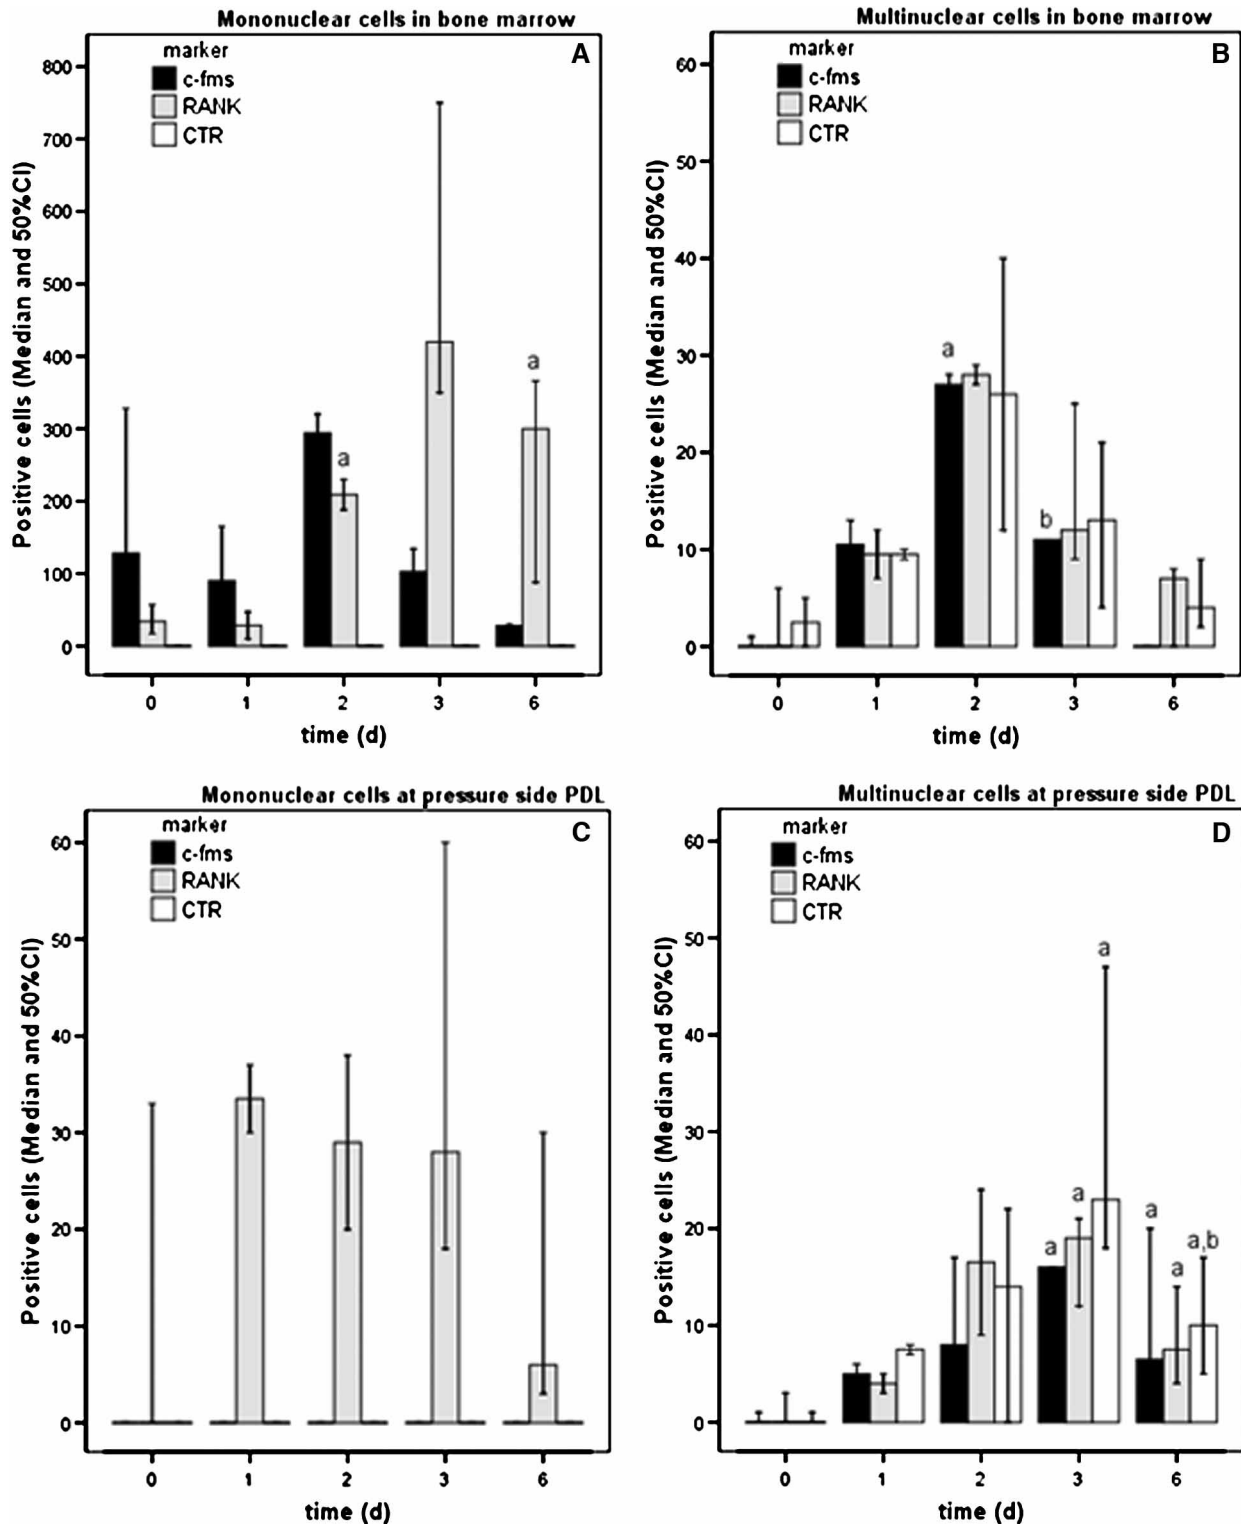 Mononuclear cells in bone marrow
A
marker
c-fms
RANK
CTR
Positive cells (Median and 50%CI)
800
700
600
500
400
300
200
100
0
a
a
0 1 2 3 6
time (d)
Multinuclear cells in bone marrow
B
marker
c-fms
RANK
CTR
Positive cells (Median and 50%CI)
60
50
40
30
20
10
0
a
b
0 1 2 3 6
time (d)
Mononuclear cells at pressure side PDL
C
marker
c-fms
RANK
CTR
Positive cells (Median and 50%CI)
60
50
40
30
20
10
0
0 1 2 3 6
time (d)
Multinuclear cells at pressure side PDL
D
marker
c-fms
RANK
CTR
Positive cells (Median and 50%CI)
60
50
40
30
20
10
0
a
a
a
a
a
a,b
0 1 2 3 6
time (d)